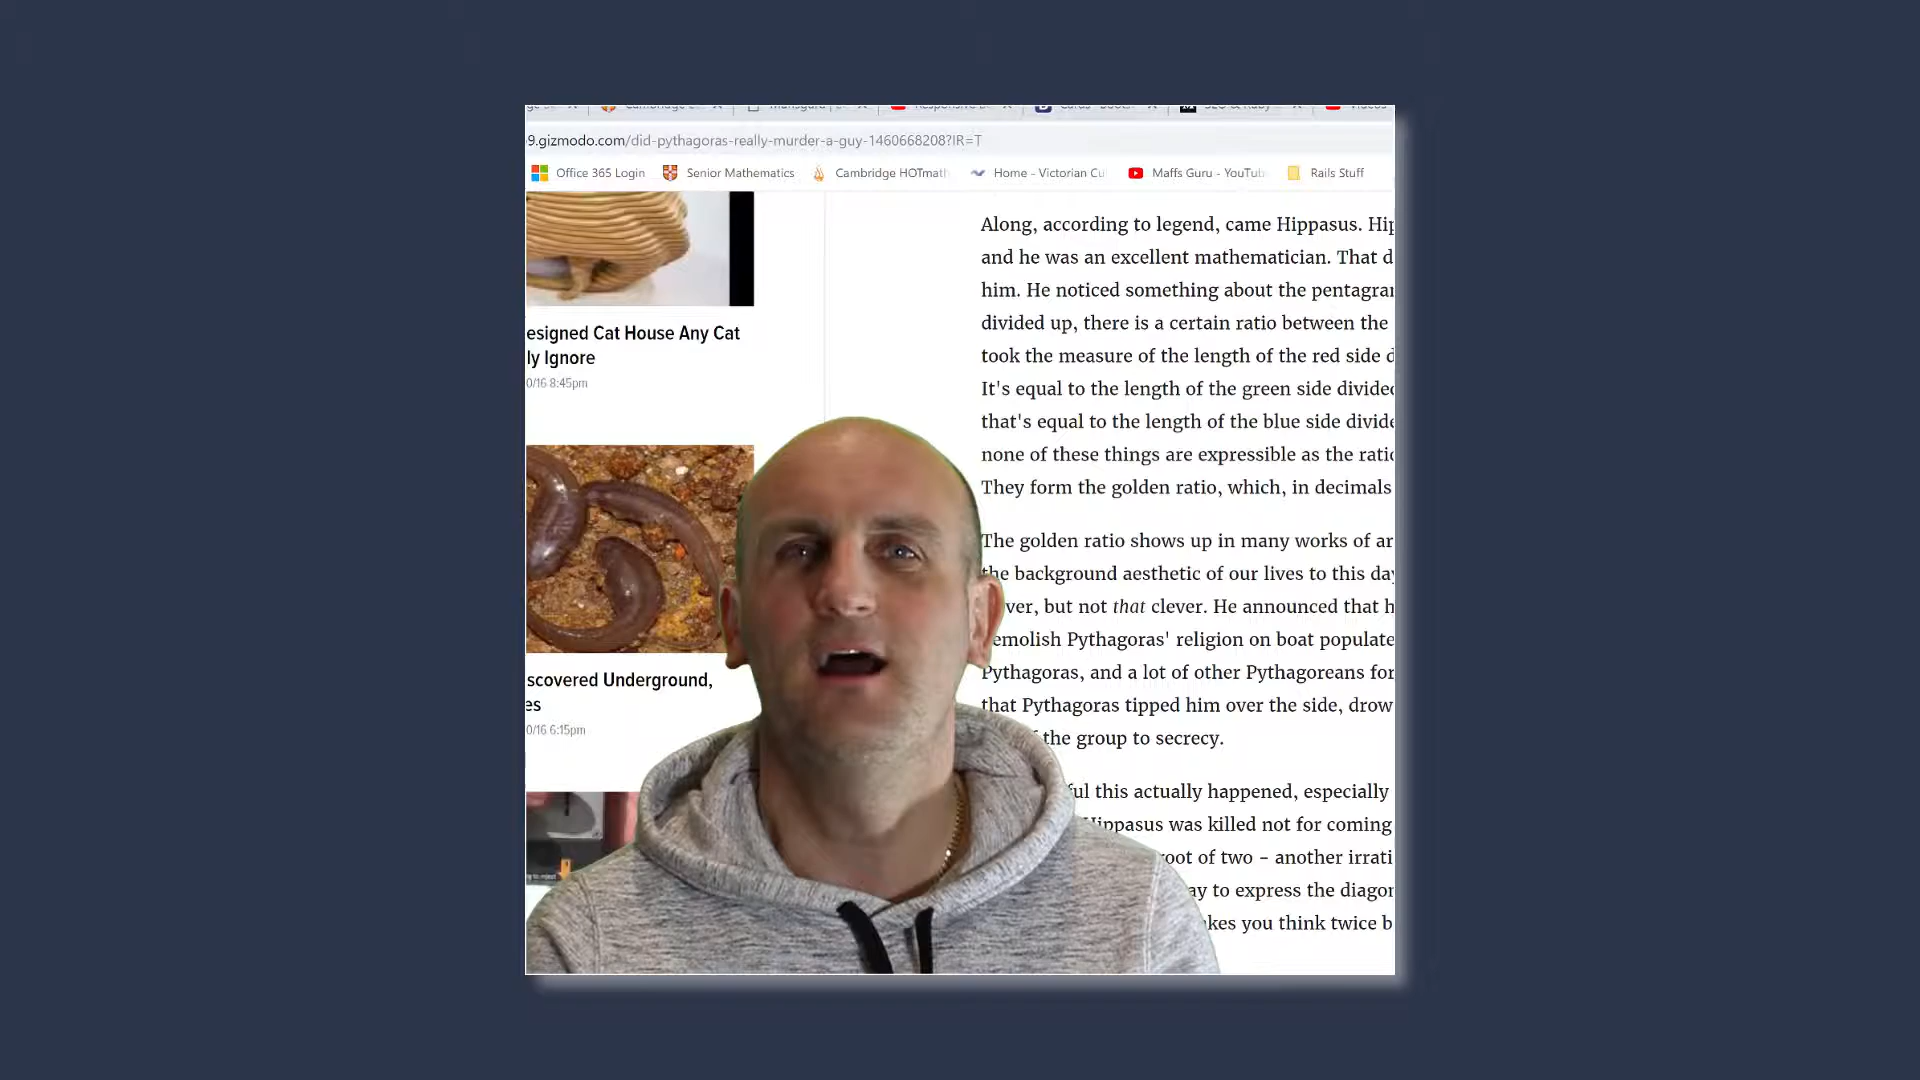 9.gizmodo.com/did-pythagoras-really-murder-a-guy-1460668208?IR=T
Office 365 Login Senior Mathematics Cambridge HOTmath Home - Victorian Cu Maffs Guru - YouTub Rails Stuff
esigned Cat House Any Cat
ly Ignore
0/16 8:45pm
scovered Underground,
es
0/16 6:15pm
Along, according to legend, came Hippasus. Hip
and he was an excellent mathematician. That d
him. He noticed something about the pentagram
divided up, there is a certain ratio between the
took the measure of the length of the red side d
It's equal to the length of the green side divided
that's equal to the length of the blue side divide
none of these things are expressible as the ratio
They form the golden ratio, which, in decimals
The golden ratio shows up in many works of ar
the background aesthetic of our lives to this day
ver, but not that clever. He announced that h
emolish Pythagoras' religion on boat populate
Pythagoras, and a lot of other Pythagoreans for
that Pythagoras tipped him over the side, drow
f the group to secrecy.
ful this actually happened, especially
Hippasus was killed not for coming
root of two – another irrati
ay to express the diagon
kes you think twice b